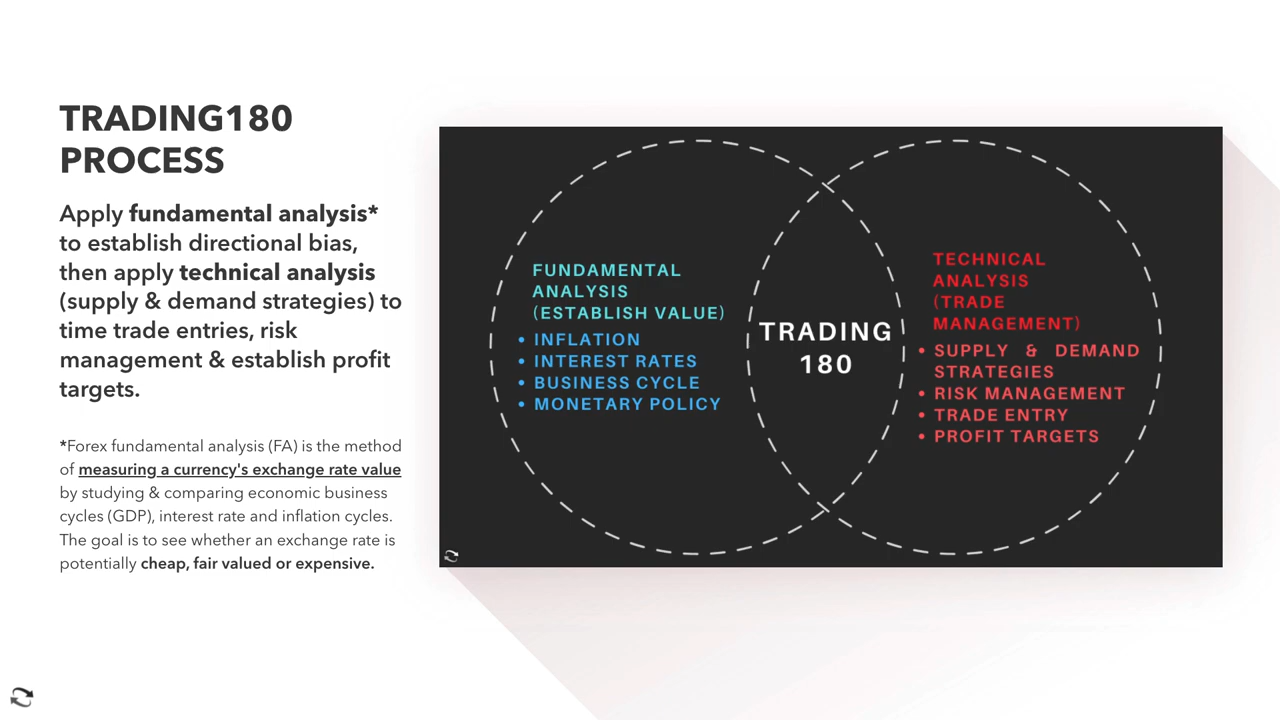 TRADING180
PROCESS
Apply fundamental analysis*
to establish directional bias,
then apply technical analysis
(supply & demand strategies) to
time trade entries, risk
management & establish profit
targets.
*Forex fundamental analysis (FA) is the method
of measuring a currency's exchange rate value
by studying & comparing economic business
cycles (GDP), interest rate and inflation cycles.
The goal is to see whether an exchange rate is
potentially cheap, fair valued or expensive.
FUNDAMENTAL
ANALYSIS
(ESTABLISH VALUE)
• INFLATION
• INTEREST RATES
• BUSINESS CYCLE
• MONETARY POLICY
TRADING
180
TECHNICAL
ANALYSIS
(TRADE
MANAGEMENT)
• SUPPLY & DEMAND
STRATEGIES
• RISK MANAGEMENT
• TRADE ENTRY
• PROFIT TARGETS